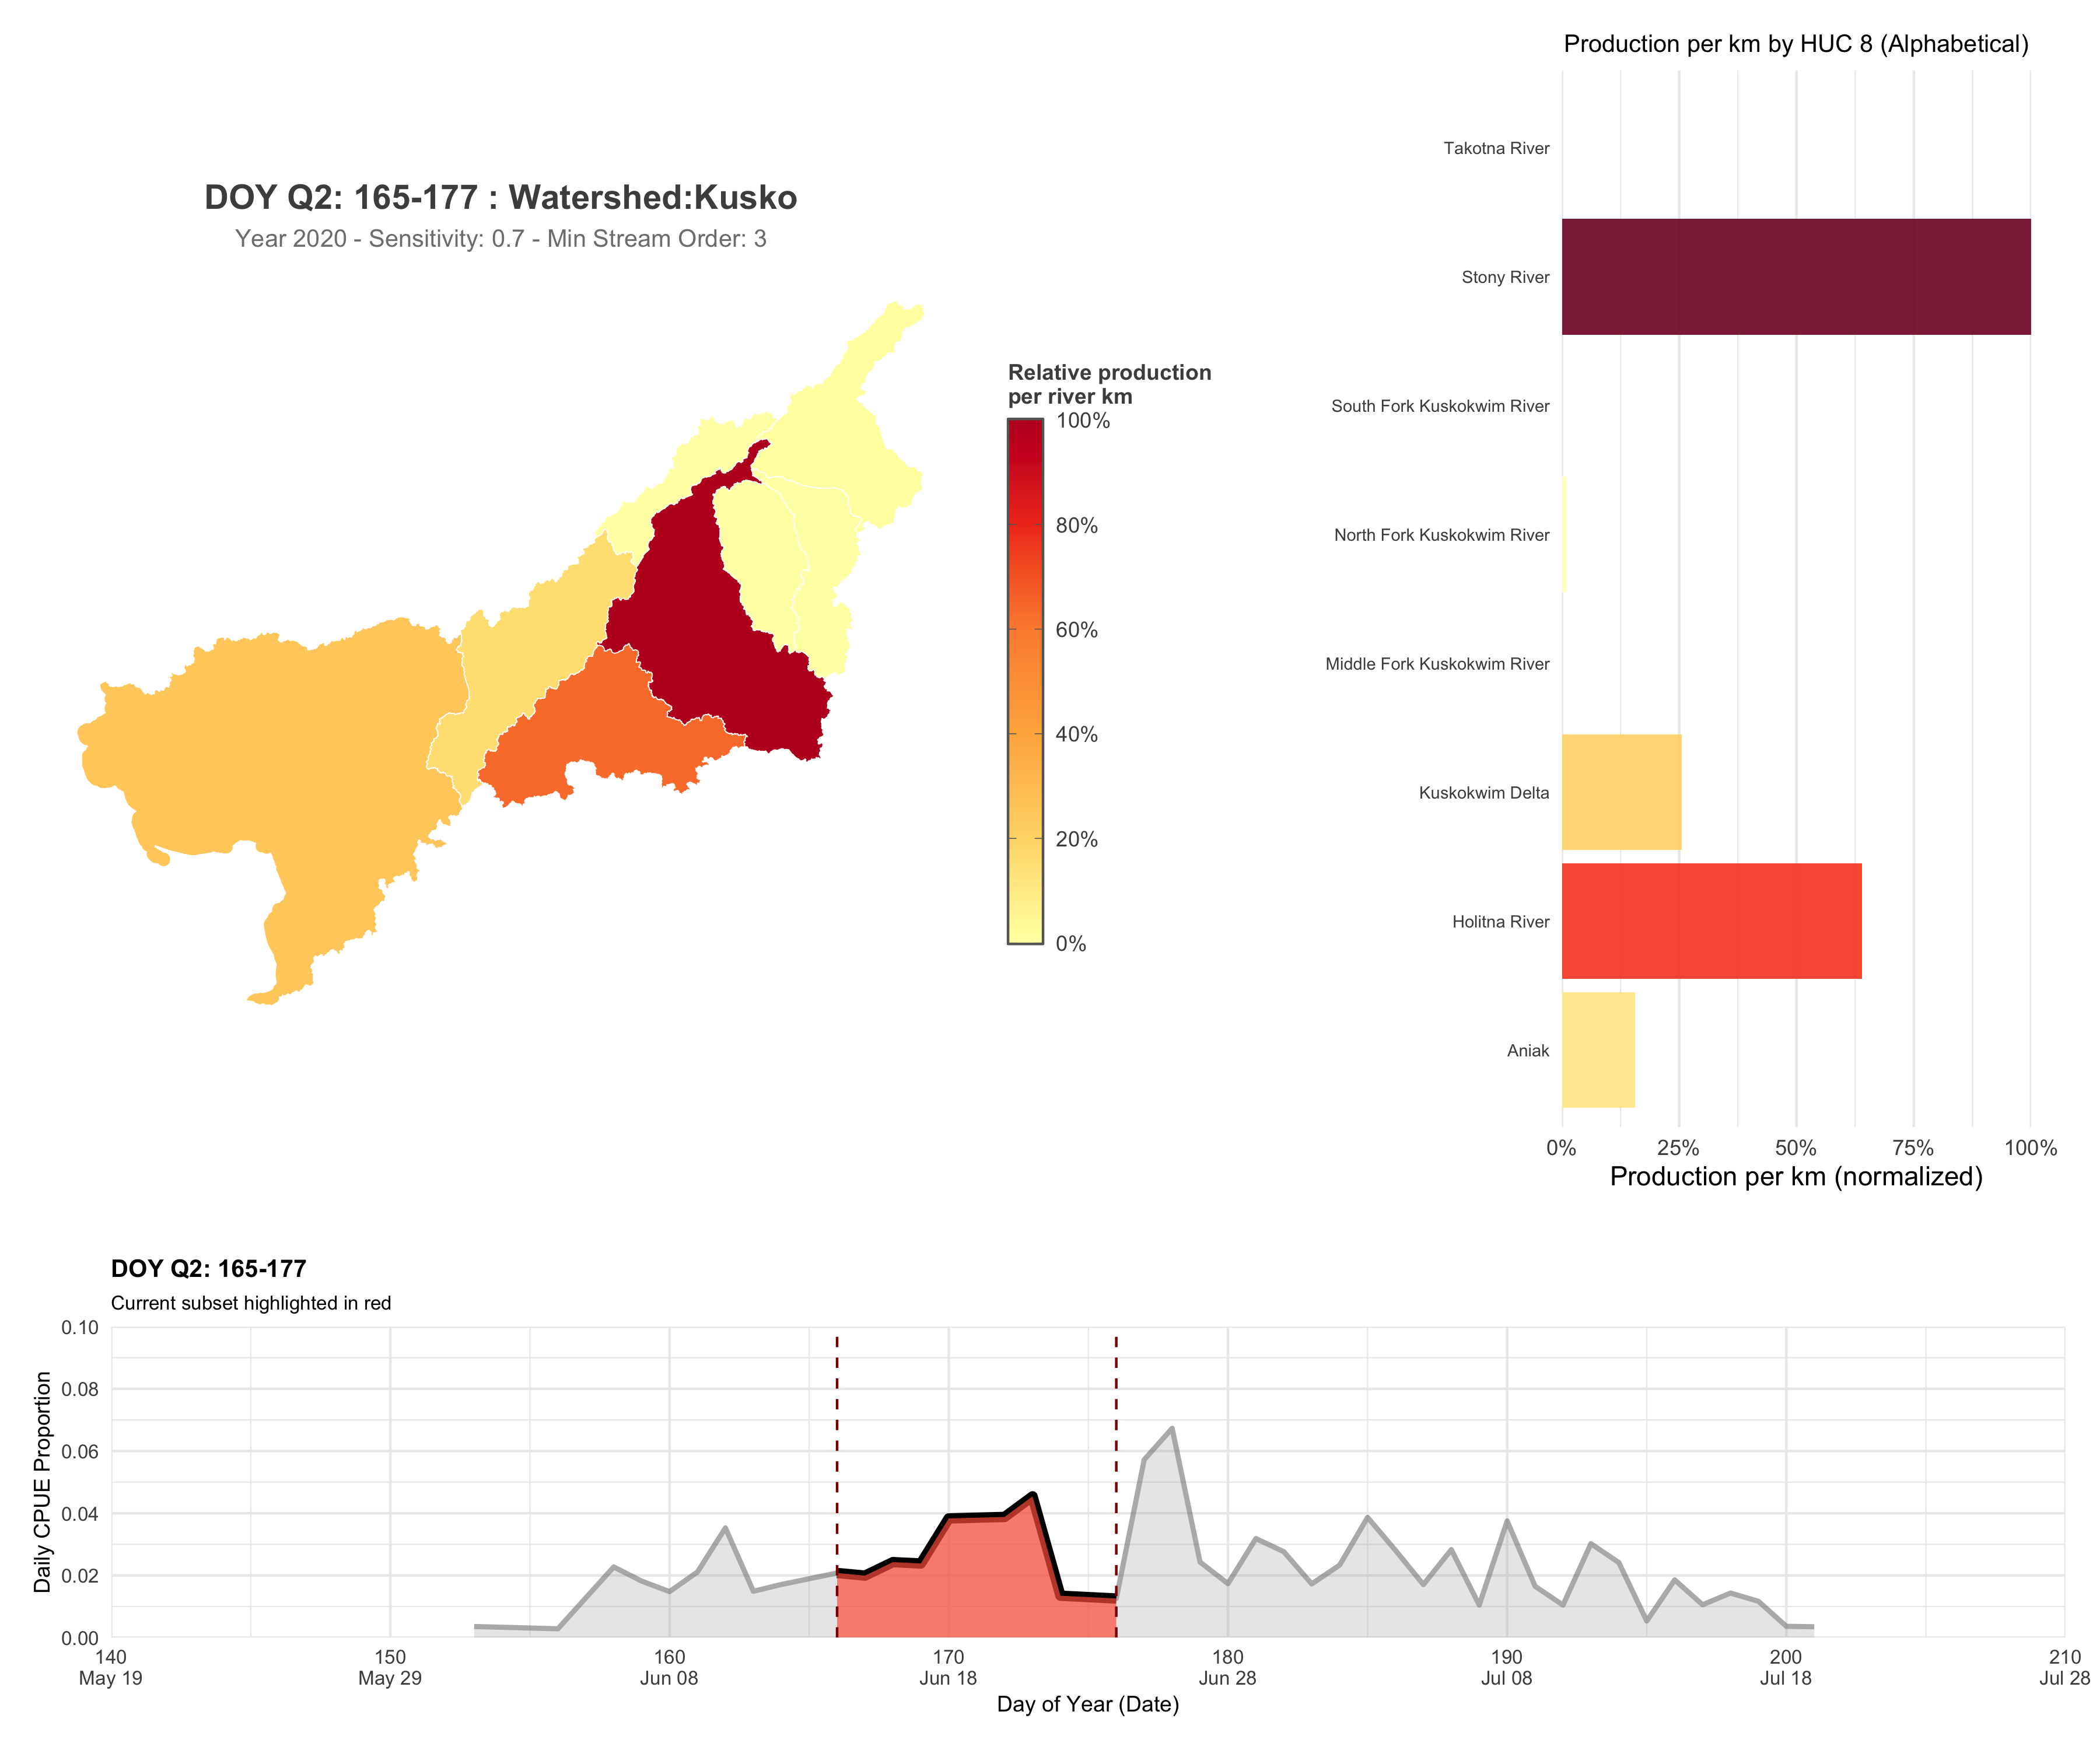 Production per km by HUC 8 (Alphabetical)
Takotna River
Stony River
South Fork Kuskokwim River
North Fork Kuskokwim River
Middle Fork Kuskokwim River
Kuskokwim Delta
Holitna River
Aniak
0% 25% 50% 75% 100%
Production per km (normalized)
DOY Q2: 165-177 : Watershed:Kusko
Year 2020 - Sensitivity: 0.7 - Min Stream Order: 3
Relative production
per river km
100%
80%
60%
40%
20%
0%
DOY Q2: 165-177
Current subset highlighted in red
Daily CPUE Proportion
0.10
0.08
0.06
0.04
0.02
0.00
140 150 160 170 180 190 200 210
May 19 May 29 Jun 08 Jun 18 Jun 28 Jul 08 Jul 18 Jul 28
Day of Year (Date)